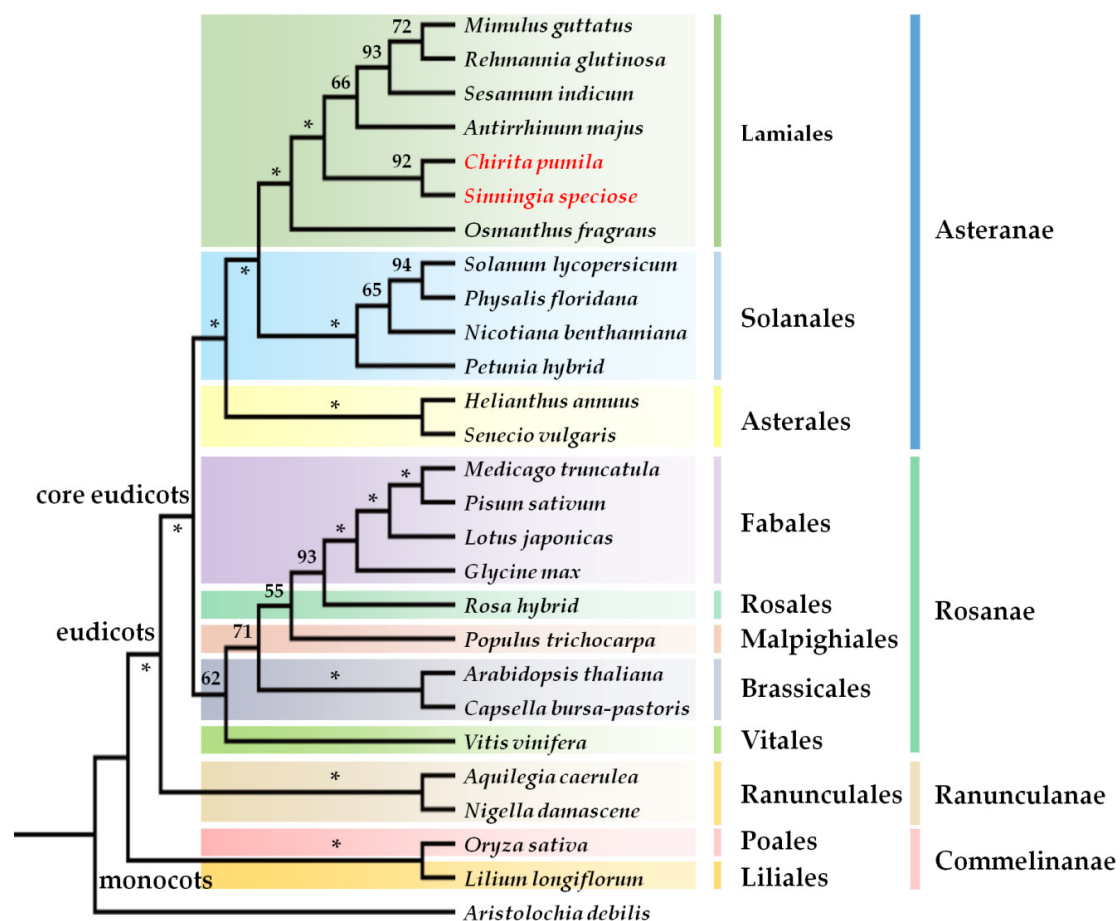 72
Mimulus guttatus
93
Rehmannia glutinosa
66
Sesamum indicum
*
Antirrhinum majus
Lamiales
92
Chirita pumila
*
Sinningia speciose
Osmanthus fragrans
Asteranae
94
Solanum lycopersicum
*
65
Physalis floridana
*
*
Nicotiana benthamiana
Solanales
Petunia hybrid
*
Helianthus annuus
Asterales
Senecio vulgaris
*
Medicago truncatula
core eudicots
*
Pisum sativum
*
*
Lotus japonicas
Fabales
93
Glycine max
55
Rosa hybrid
Rosales
Rosanae
eudicots
71
Populus trichocarpa
Malpighiales
*
62
*
Arabidopsis thaliana
Brassicales
Capsella bursa-pastoris
Vitis vinifera
Vitales
*
Aquilegia caerulea
Ranunculales
Ranunculanae
Nigella damascene
*
Oryza sativa
Poales
Commelinanae
monocots
Lilium longiflorum
Liliales
Aristolochia debilis